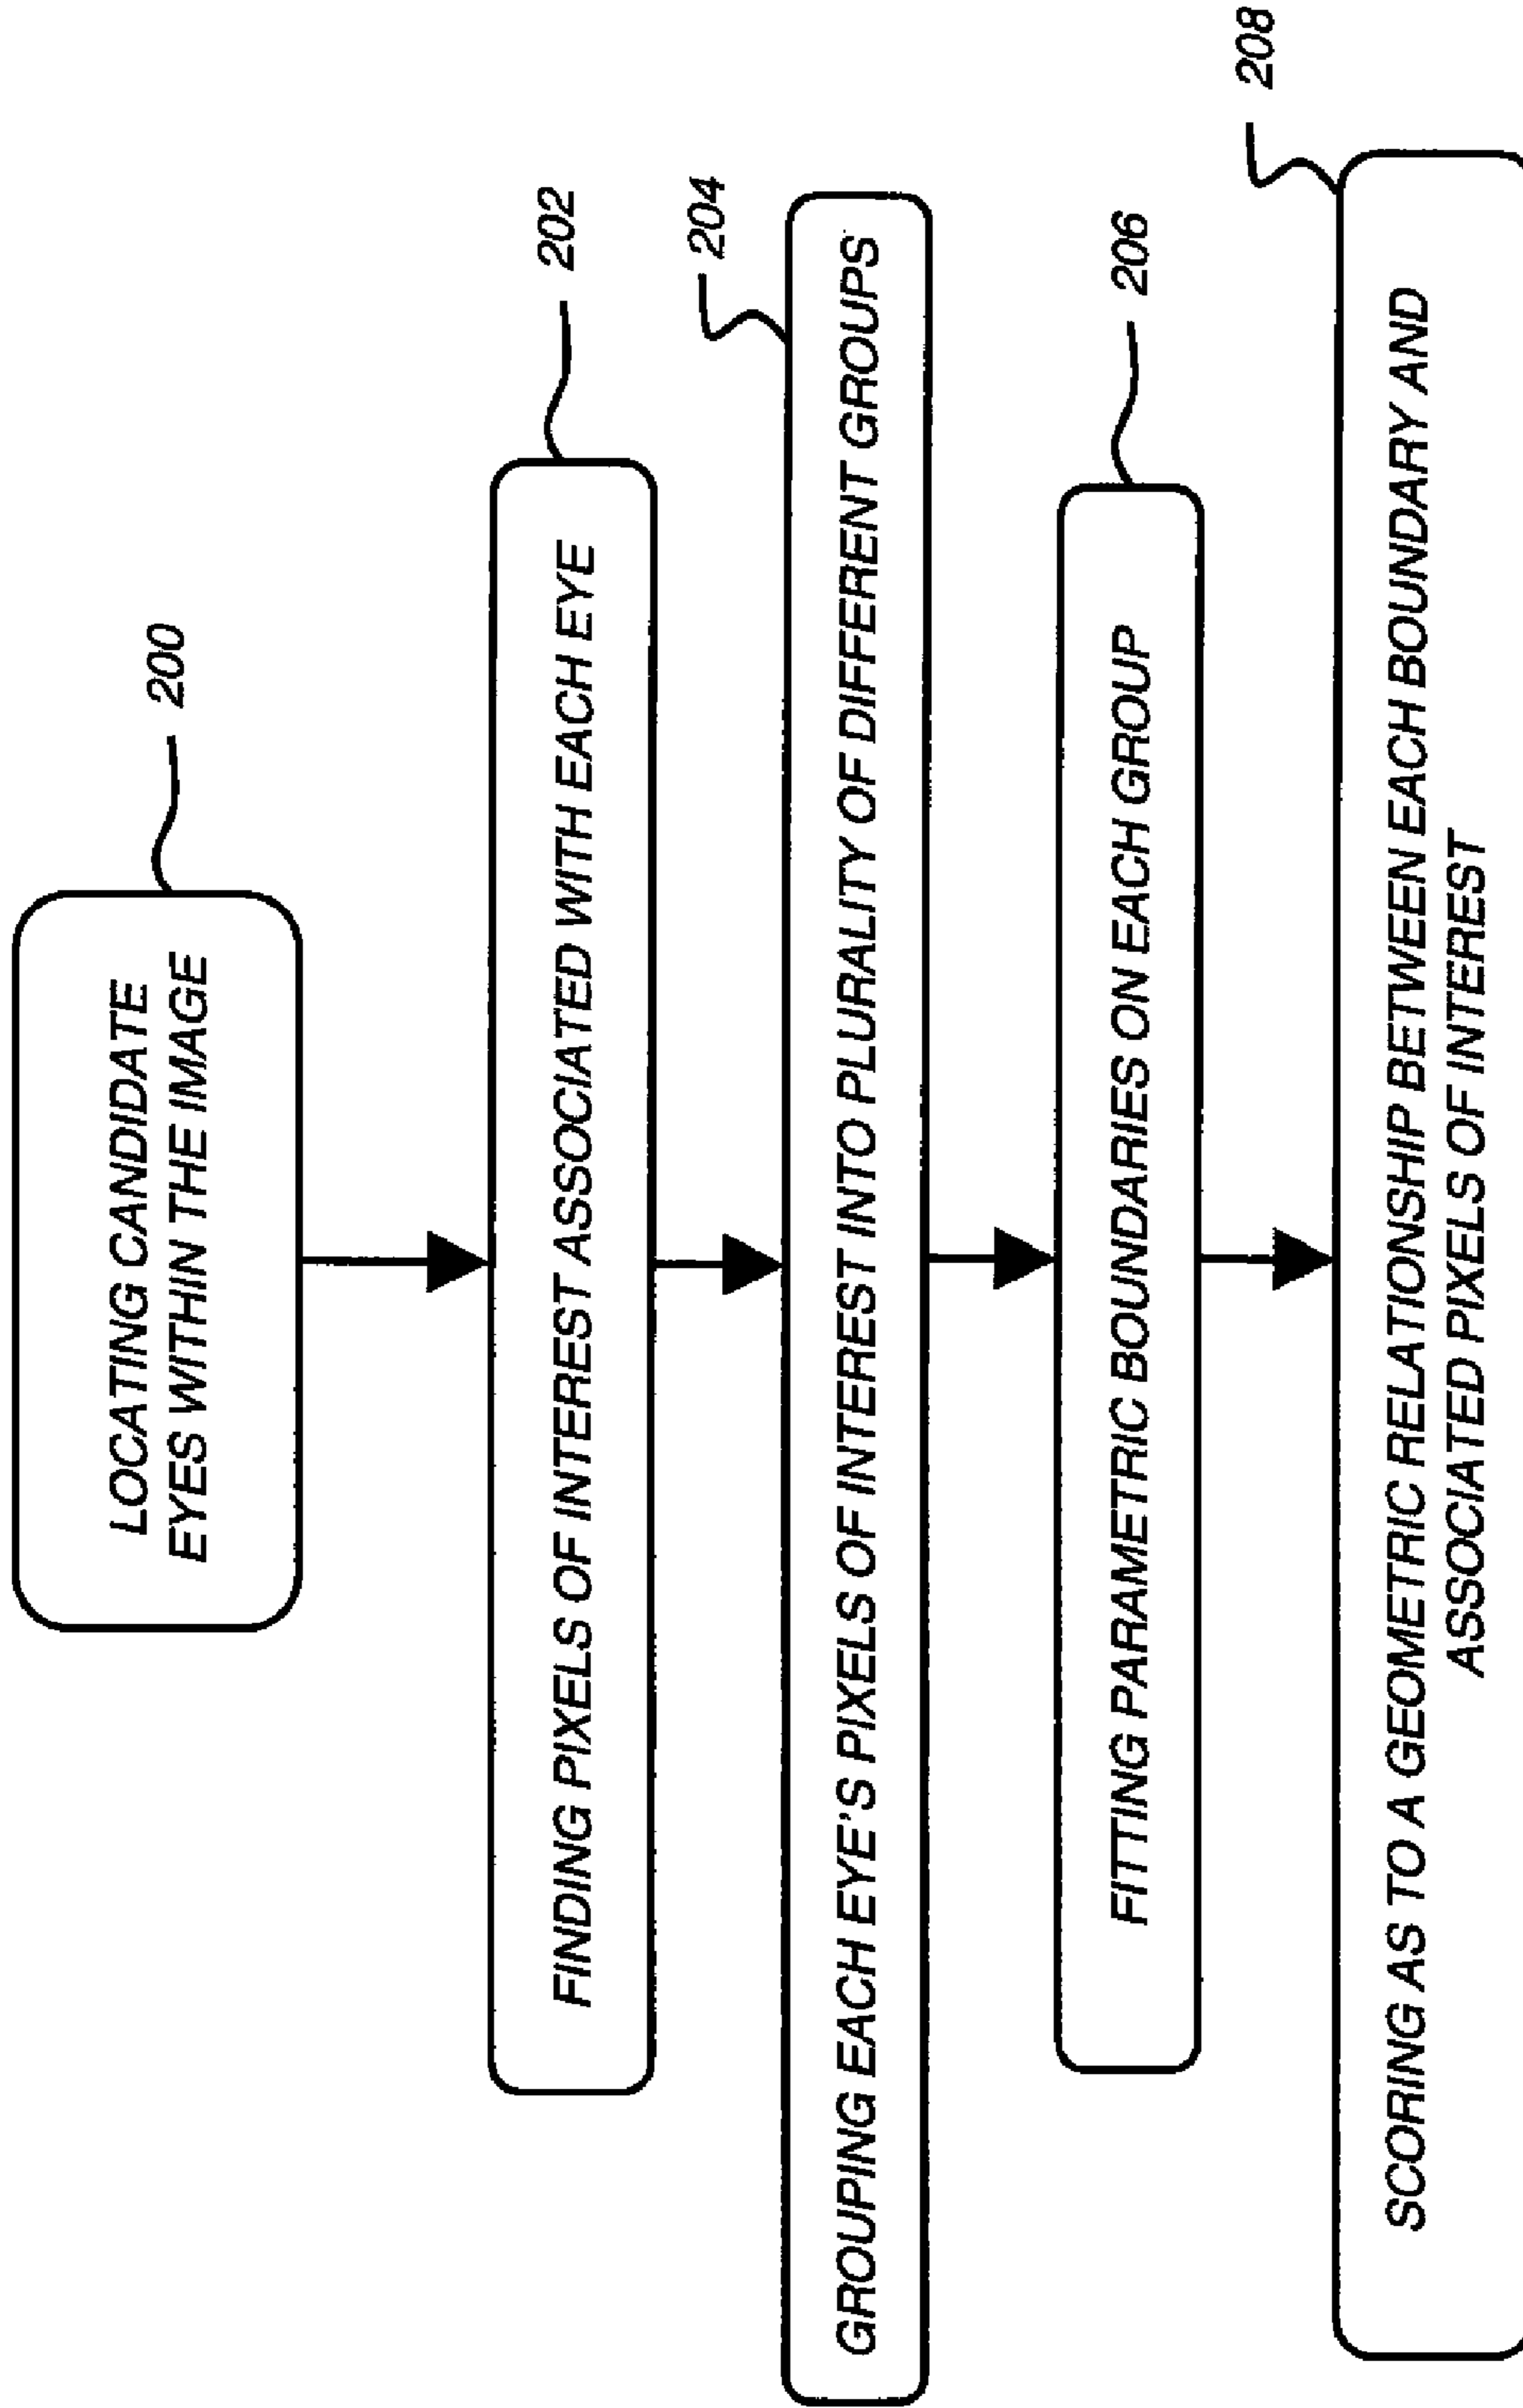 LOCATING CANDIDATE
EYES WITHIN THE IMAGE
200
FINDING PIXELS OF INTEREST ASSOCIATED WITH EACH EYE
202
GROUPING EACH EYE'S PIXELS OF INTEREST INTO PLURALITY OF DIFFERENT GROUPS
204
FITTING PARAMETRIC BOUNDARIES ON EACH GROUP
206
SCORING AS TO A GEOMETRIC RELATIONSHIP BETWEEN EACH BOUNDARY AND
ASSOCIATED PIXELS OF INTEREST
208